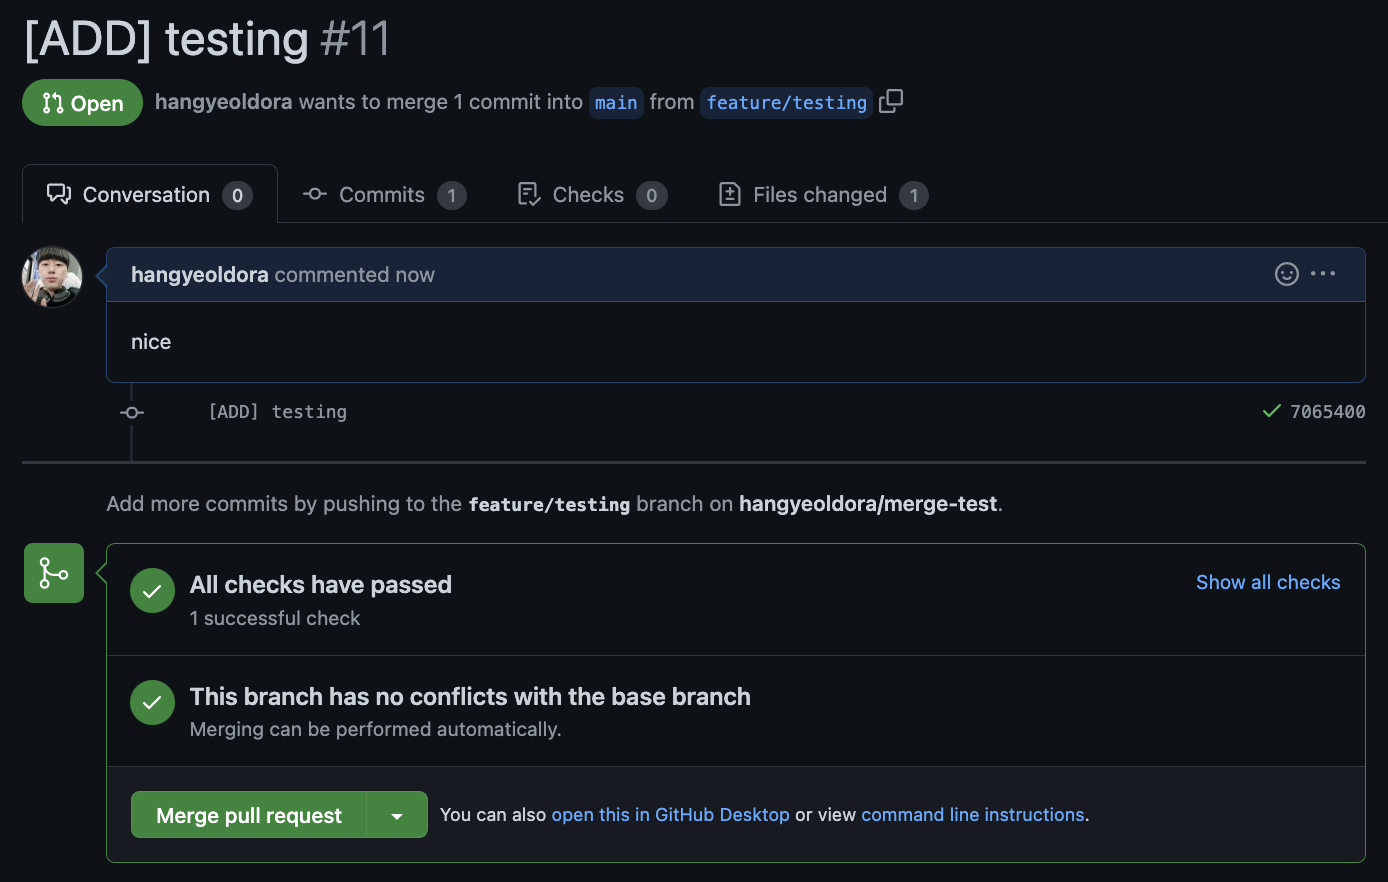 [ADD] testing #11
Open hangyeoldora wants to merge 1 commit into main from feature/testing
Conversation 0 Commits 1 Checks 0 Files changed 1
hangyeoldora commented now
nice
[ADD] testing 7065400
Add more commits by pushing to the feature/testing branch on hangyeoldora/merge-test.
All checks have passed Show all checks
1 successful check
This branch has no conflicts with the base branch
Merging can be performed automatically.
Merge pull request You can also open this in GitHub Desktop or view command line instructions.